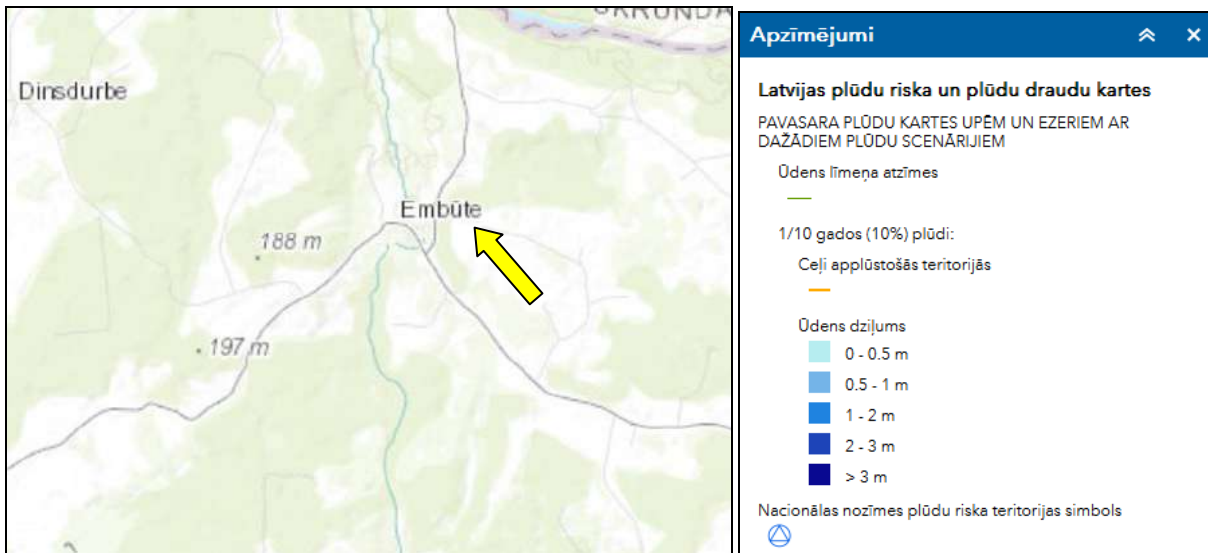 SKRUNDA
Dinsdurbe
Embūte
188 m
197 m
Apzīmējumi
Latvijas plūdu riska un plūdu draudu kartes
PAVASARA PLŪDU KARTES UPĒM UN EZERIEM AR
DAŽĀDIEM PLŪDU SCENĀRIJIEM
Ūdens līmeņa atzīmes
1/10 gados (10%) plūdi:
Ceļi applūstošās teritorijās
Ūdens dziļums
0 - 0.5 m
0.5 - 1 m
1 - 2 m
2 - 3 m
> 3 m
Nacionālas nozīmes plūdu riska teritorijas simbols